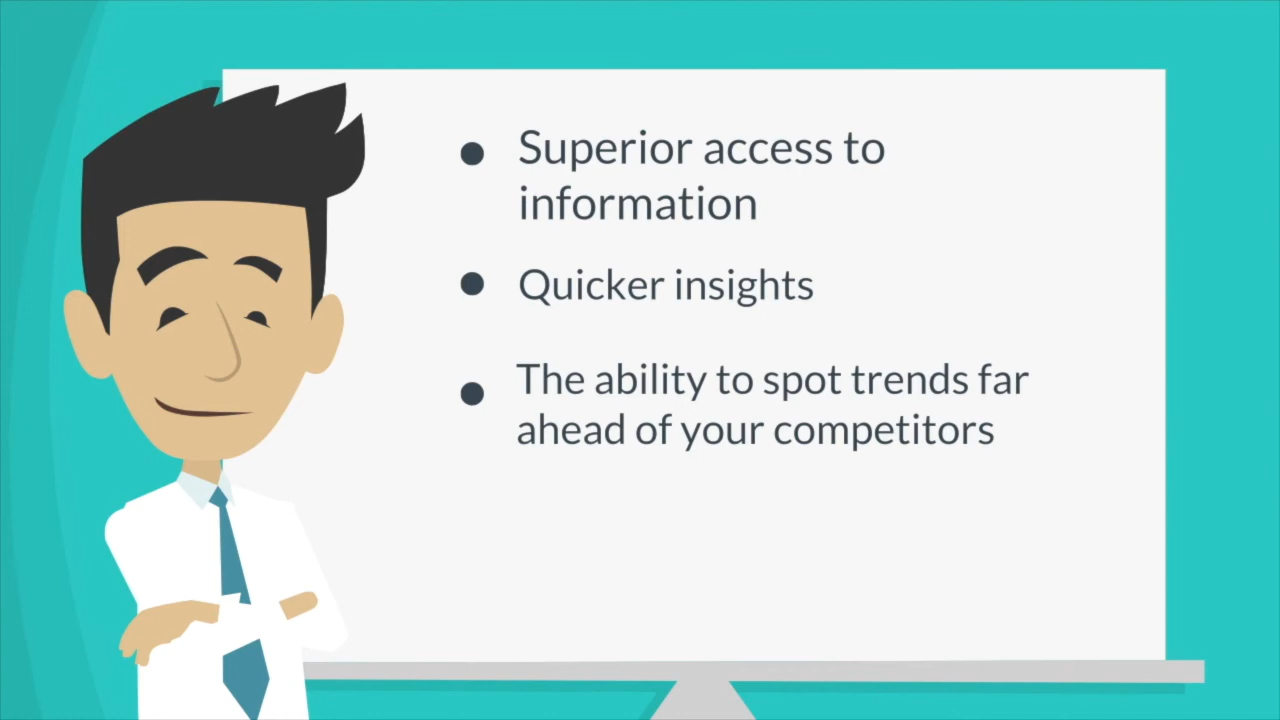 Superior access to
information
Quicker insights
The ability to spot trends far
ahead of your competitors